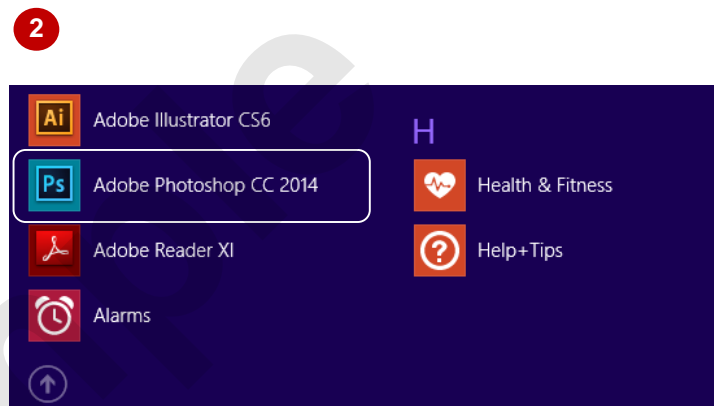 2
Ai Adobe Illustrator CS6
Ps Adobe Photoshop CC 2014
Adobe Reader XI
Alarms
H
Health & Fitness
Help+Tips